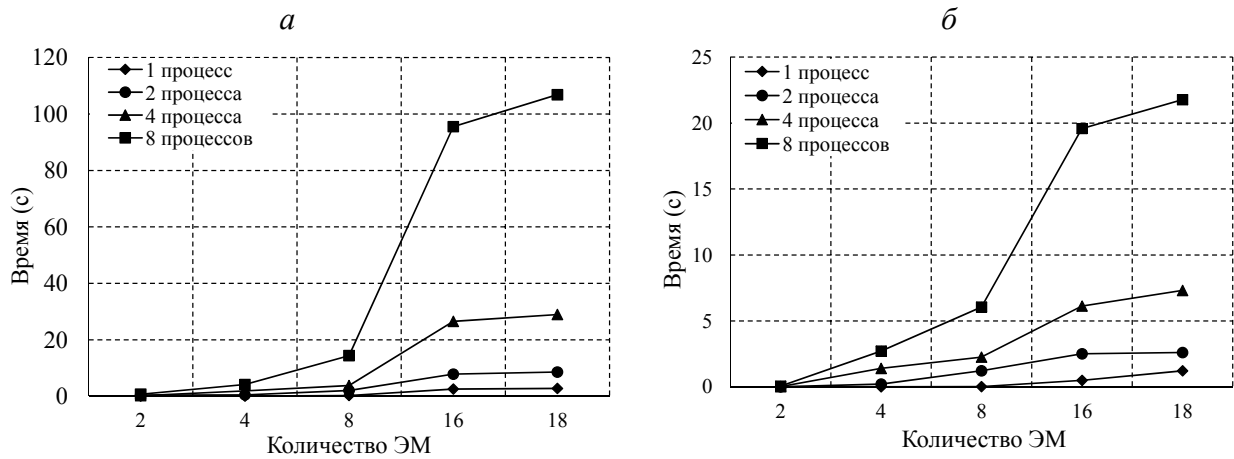 а
120
100
80
60
40
20
0
Время (с)
1 процесс
2 процесса
4 процесса
8 процессов
2 4 8 16 18
Количество ЭМ
б
25
20
15
10
5
0
Время (с)
1 процесс
2 процесса
4 процесса
8 процессов
2 4 8 16 18
Количество ЭМ